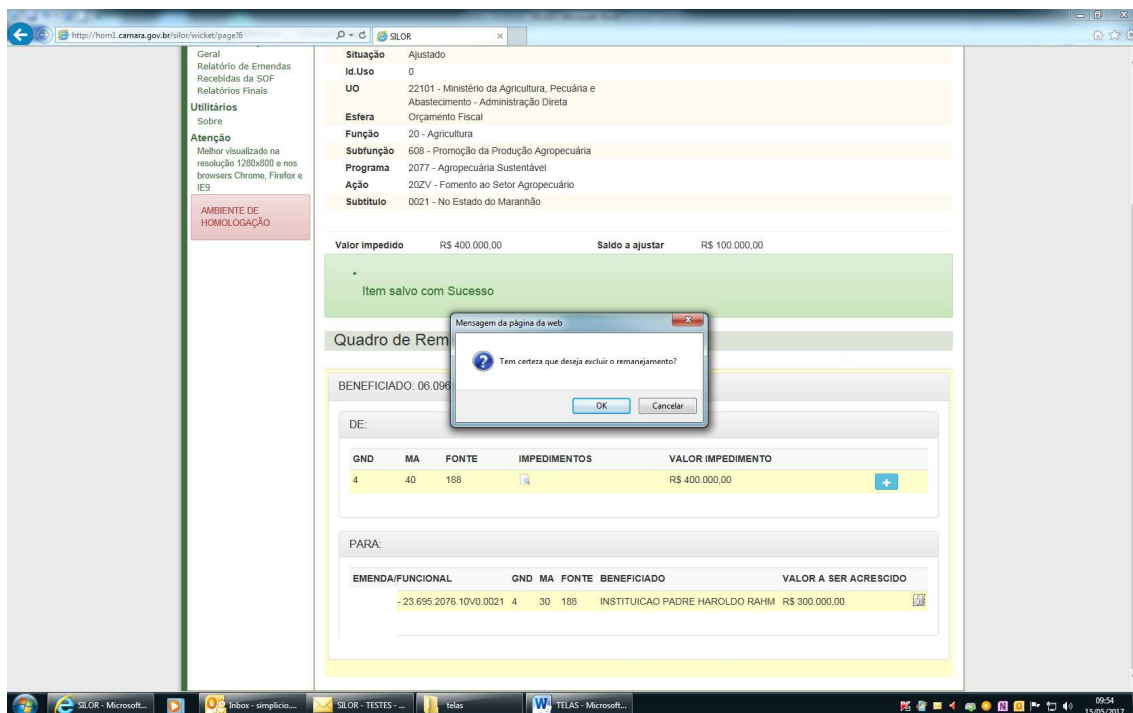 http://hom1.camara.gov.br/silor/wicket/page?6
SILOR
Geral
Relatório de Emendas
Recebidas da SOF
Relatórios Finais
Utilitários
Sobre
Atenção
Melhor visualizado na
resolução 1280x800 e nos
browsers Chrome, Firefox e
IE9
AMBIENTE DE
HOMOLOGAÇÃO
Situação Ajustado
Id.Uso 0
UO 22101 - Ministério da Agricultura, Pecuária e
Abastecimento - Administração Direta
Esfera Orçamento Fiscal
Função 20 - Agricultura
Subfunção 608 - Promoção da Produção Agropecuária
Programa 2077 - Agropecuária Sustentável
Ação 20ZV - Fomento ao Setor Agropecuário
Subtítulo 0021 - No Estado do Maranhão
Valor impedido R$ 400.000,00 Saldo a ajustar R$ 100.000,00
Item salvo com Sucesso
Mensagem da página da web
Tem certeza que deseja excluir o remanejamento?
OK Cancelar
Quadro de Rem
BENEFICIADO: 06.096
DE:
GND MA FONTE IMPEDIMENTOS VALOR IMPEDIMENTO
4 40 188 R$ 400.000,00 +
PARA:
EMENDA/FUNCIONAL GND MA FONTE BENEFICIADO VALOR A SER ACRESCIDO
- 23.695.2076.10V0.0021 4 30 188 INSTITUICAO PADRE HAROLDO RAHM R$ 300.000,00
SILOR - Microsoft... Inbox - simplicio.... SILOR - TESTES - ... telas TELAS - Microsoft... 09:54
15/05/2017